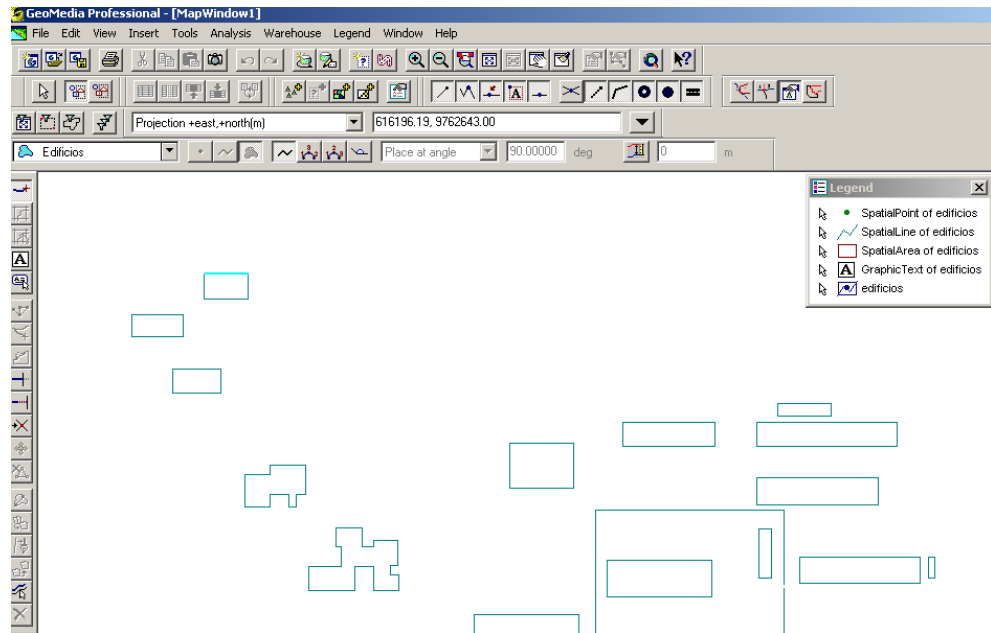 GeoMedia Professional - [MapWindow1]
File Edit View Insert Tools Analysis Warehouse Legend Window Help
Projection +east,+north(m) 616196.19, 9762643.00
Edificios Place at angle 90.00000 deg 0 m
Legend
SpatialPoint of edificios
SpatialLine of edificios
SpatialArea of edificios
A GraphicText of edificios
edificios
A